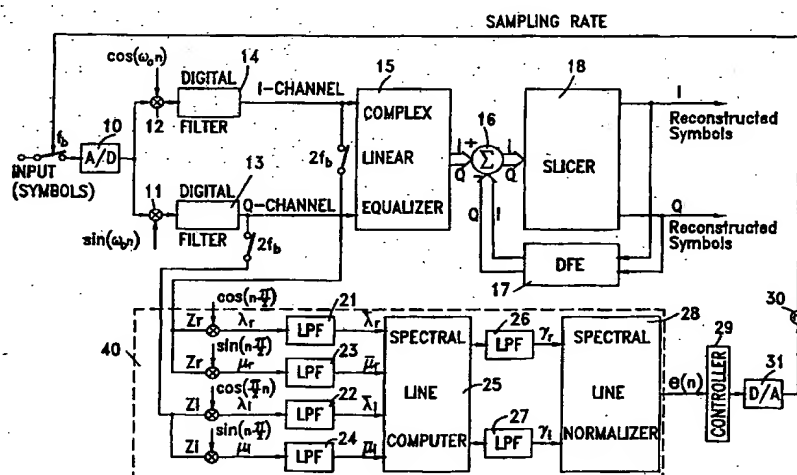 SAMPLING RATE
cos(ω₀n)
DIGITAL
14
I-CHANNEL
15
18
12
FILTER
COMPLEX
I
Reconstructed
Symbols
10
f_b
A/D
2f_b
LINEAR
I
Q
+
16
Σ
I
Q
SLICER
INPUT
(SYMBOLS)
11
DIGITAL
13
Q-CHANNEL
EQUALIZER
Q
I
Q
Reconstructed
Symbols
sin(ω₀n)
FILTER
2f_b
DFE
17
30
cos(n·π/2)
21
26
28
29
40
Zr
λr
LPF
λ̄r
SPECTRAL
LPF
γr
SPECTRAL
31
sin(n·π/2)
23
Zr
μr
LPF
μ̄r
25
Θ(n)
CONTROLLER
D/A
cos(π/2 n)
22
LINE
LINE
Zi
λi
LPF
λ̄i
27
sin(n·π/2)
24
Zi
μi
LPF
μ̄i
COMPUTER
LPF
γi
NORMALIZER